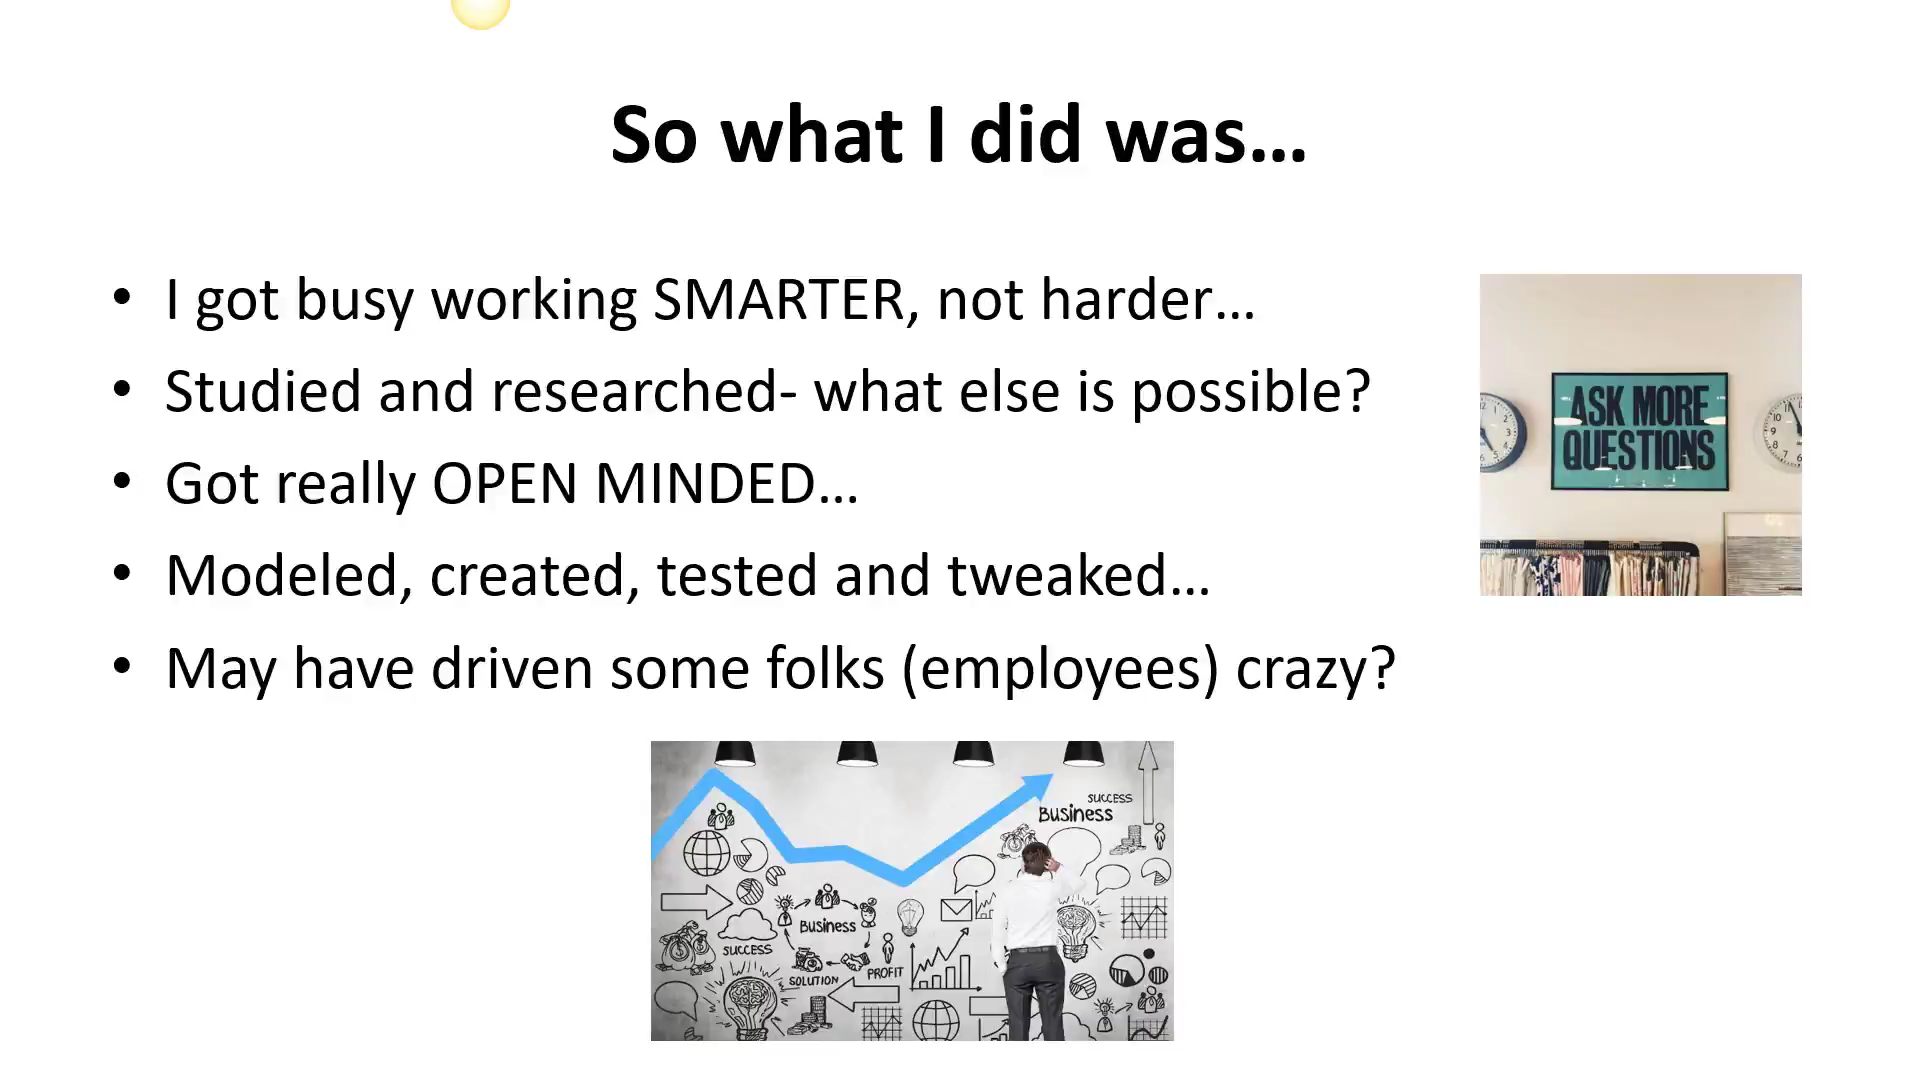 So what I did was...
• I got busy working SMARTER, not harder...
• Studied and researched- what else is possible?
• Got really OPEN MINDED...
• Modeled, created, tested and tweaked...
• May have driven some folks (employees) crazy?
ASK MORE
QUESTIONS
SUCCESS
Business
Business
SUCCESS
SOLUTION
PROFIT